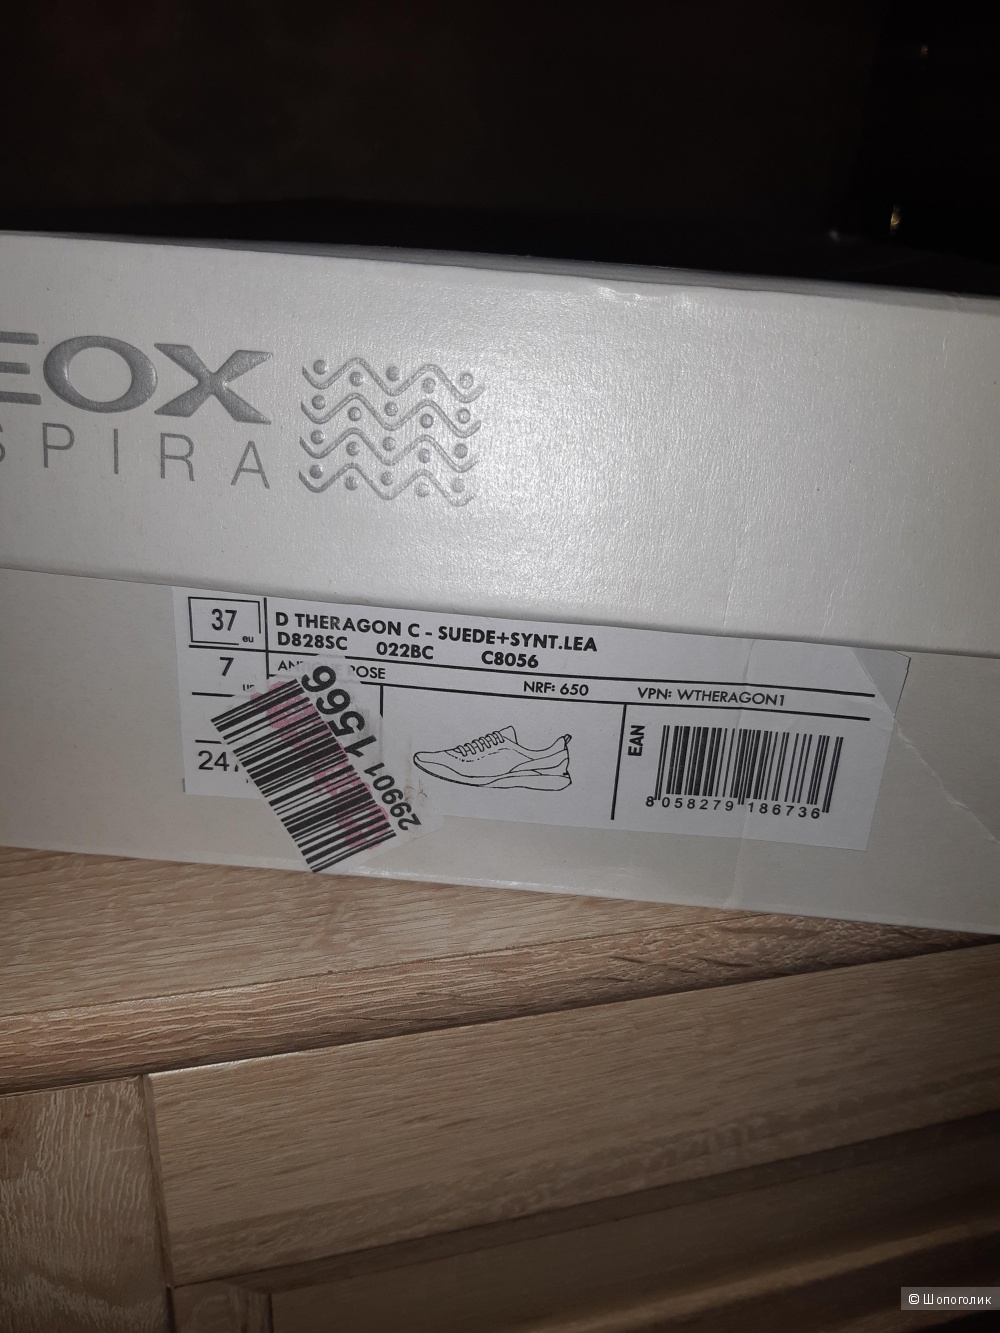 EOX
SPIRA
37 eu
D THERAGON C - SUEDE+SYNT.LEA
D828SC 022BC C8056
7
NRF: 650
VPN: WTHERAGON1
EAN
8 058279 186736
29901 1566
© Шопоголик